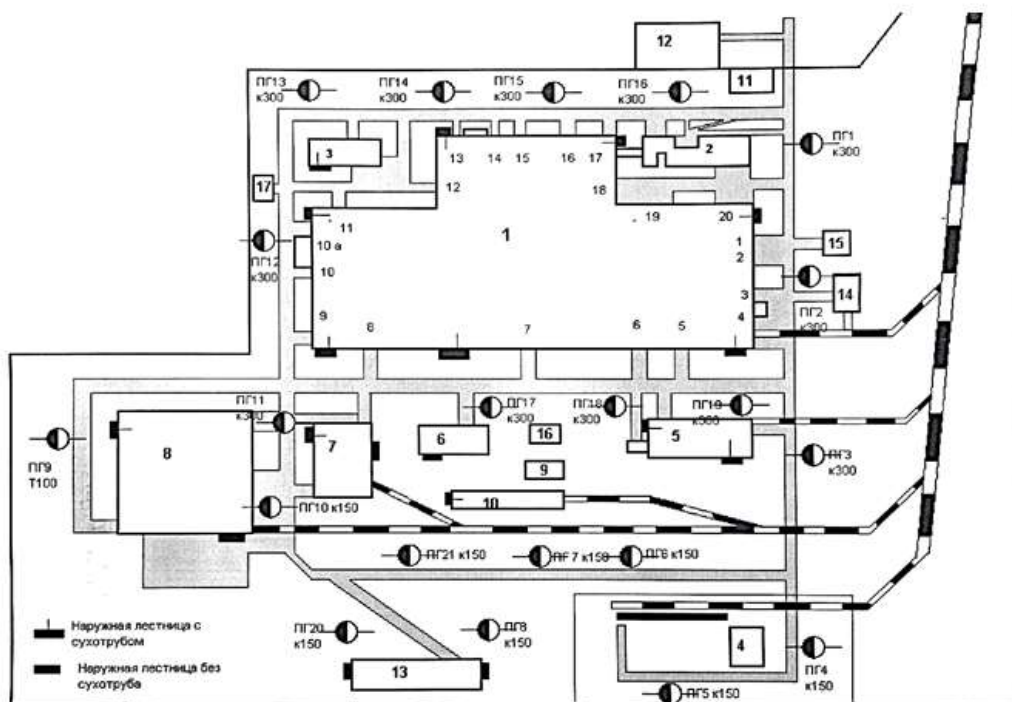 12
11
ПГ13
к300
ПГ14
к300
ПГ15
к300
ПГ16
к300
ПГ1
к300
3
13
14
15
16
17
2
17
12
18
11
1
19
20
10 а
10
9
8
7
6
5
1
2
3
4
15
14
ПГ12
к300
ПГ2
к300
ПГ11
к300
ПГ17
к300
ПГ18
к300
ПГ19
к300
ПГ3
к300
ПГ9
Т100
8
7
6
16
9
5
10
ПГ10 к150
ПГ21 к150
ПГ7 к150
ПГ6 к150
Наружная лестница с
сухотрубом
Наружная лестница без
сухотруба
ПГ20
к150
ПГ8
к150
13
4
ПГ4
к150
ПГ5 к150